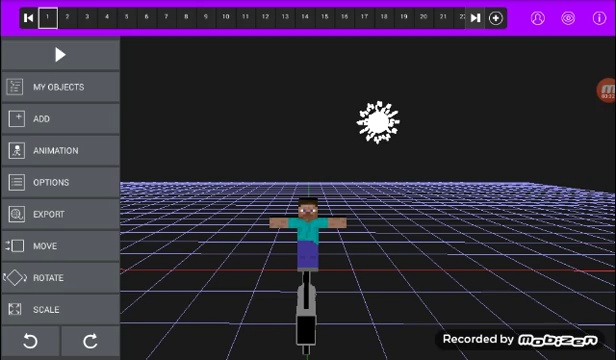 1 2 3 4 5 6 7 8 9 10 11 12 13 14 15 16 17 18 19 20 21 22
MY OBJECTS
ADD
ANIMATION
OPTIONS
EXPORT
MOVE
ROTATE
SCALE
Recorded by mobizen